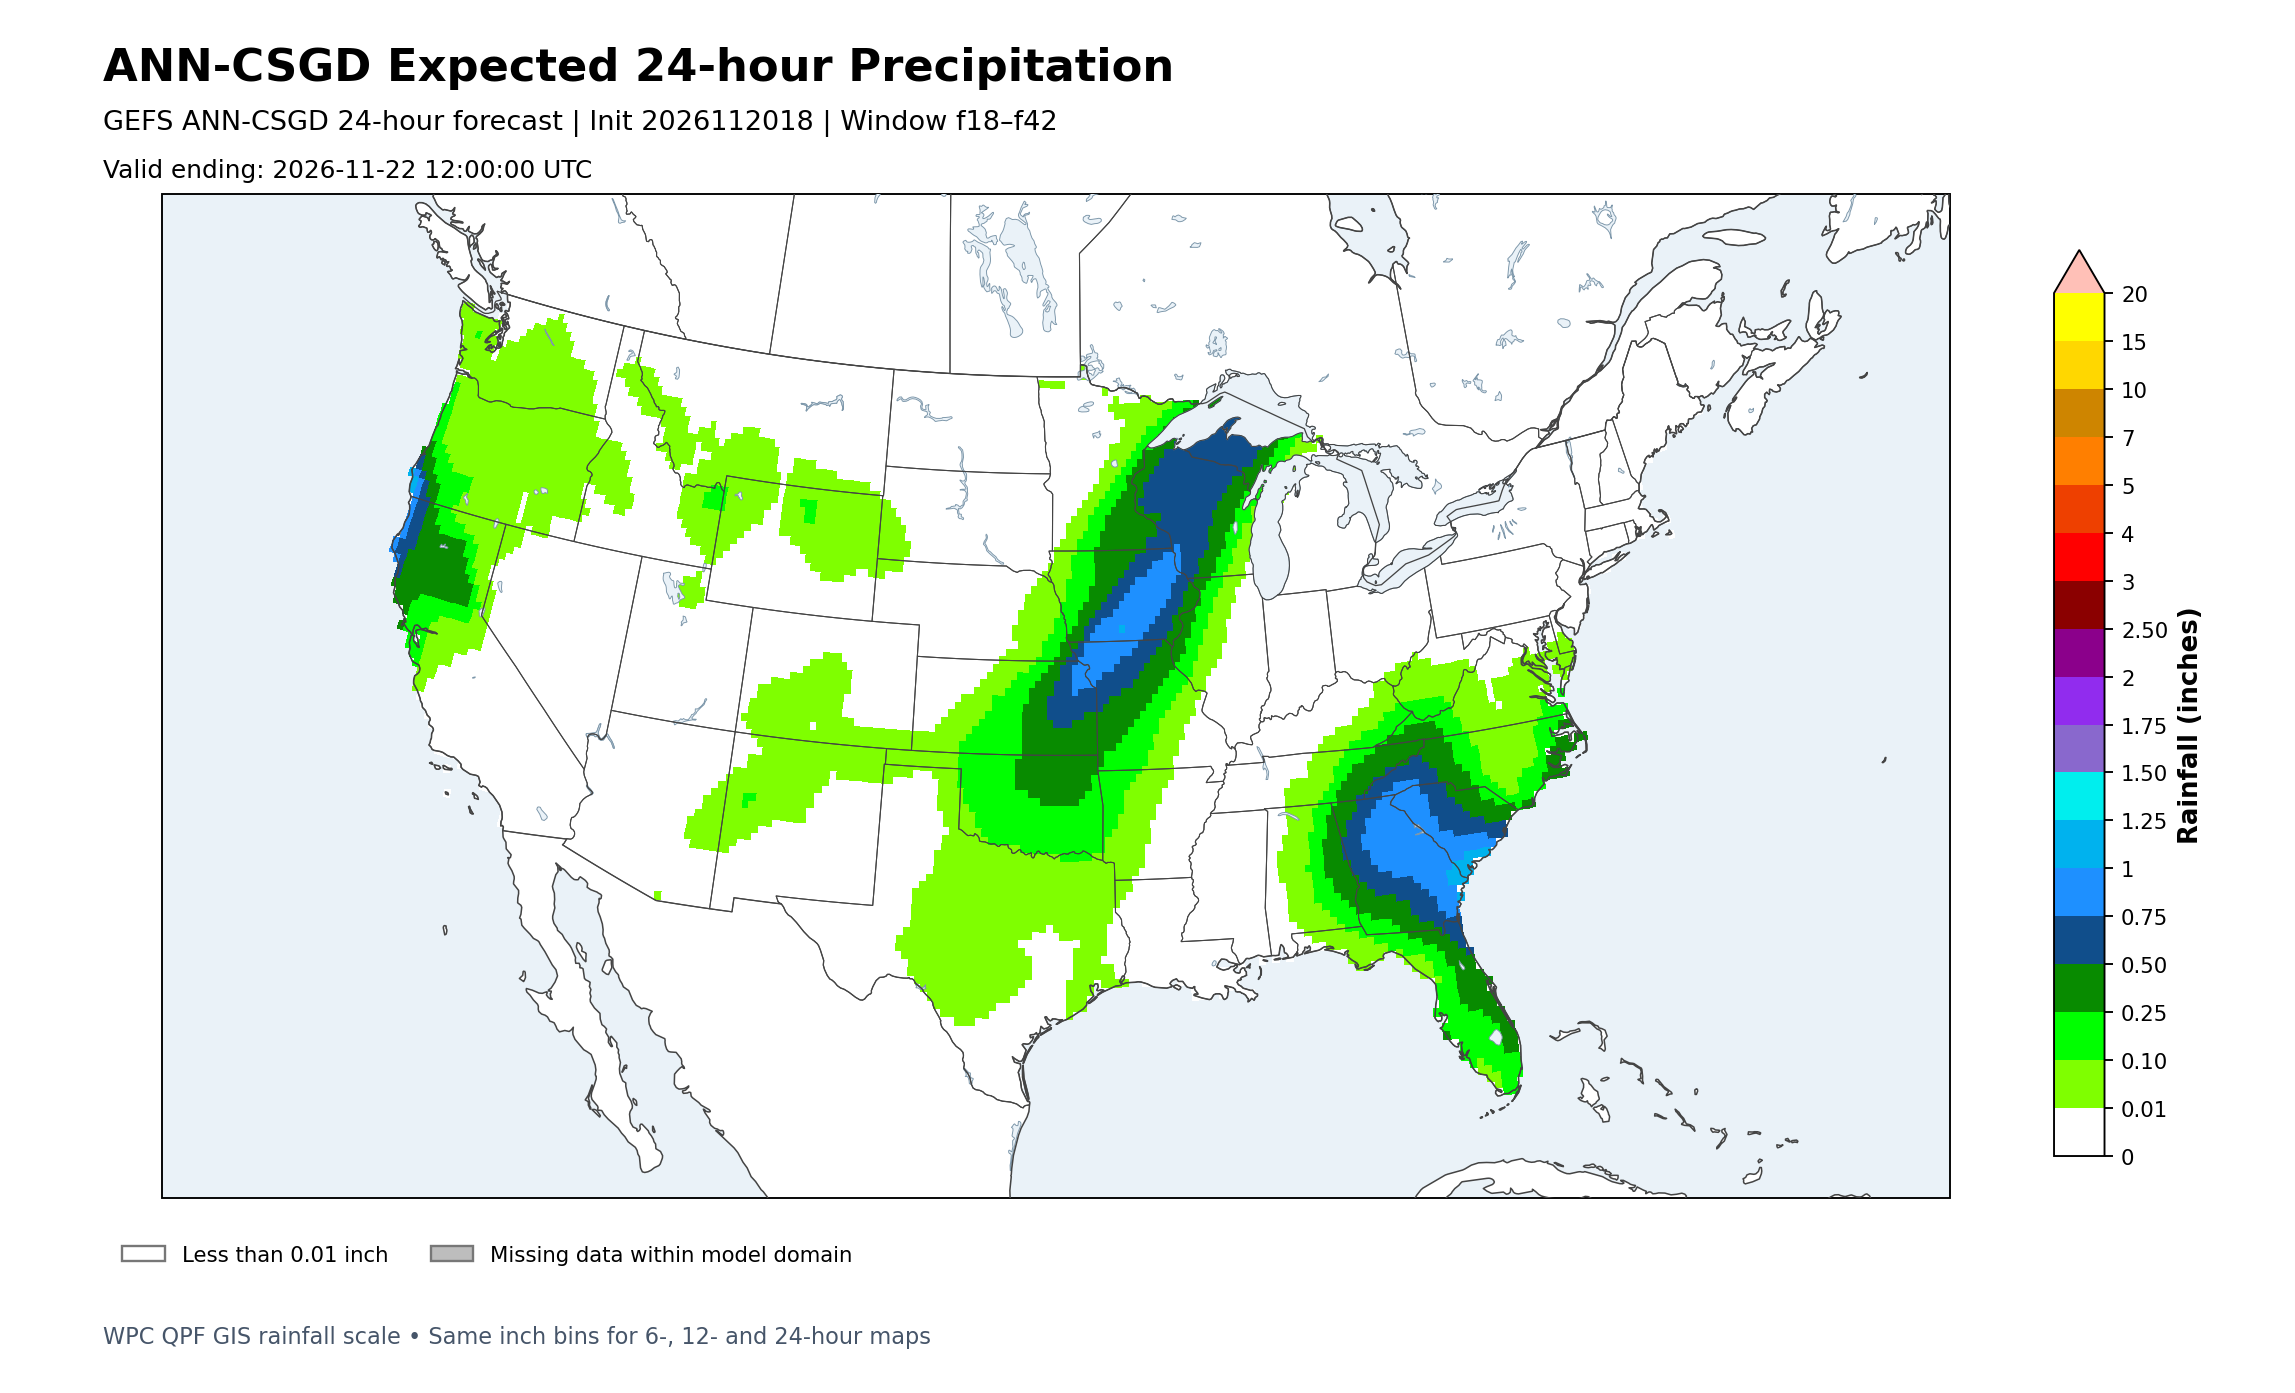 ANN-CSGD Expected 24-hour Precipitation
GEFS ANN-CSGD 24-hour forecast | Init 2026112018 | Window f18–f42
Valid ending: 2026-11-22 12:00:00 UTC
20
15
10
7
5
4
3
2.50
2
1.75
1.50
1.25
1
0.75
0.50
0.25
0.10
0.01
0
Rainfall (inches)
Less than 0.01 inch
Missing data within model domain
WPC QPF GIS rainfall scale • Same inch bins for 6-, 12- and 24-hour maps